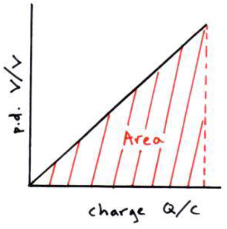 p.d. V/V
Area
charge Q/C